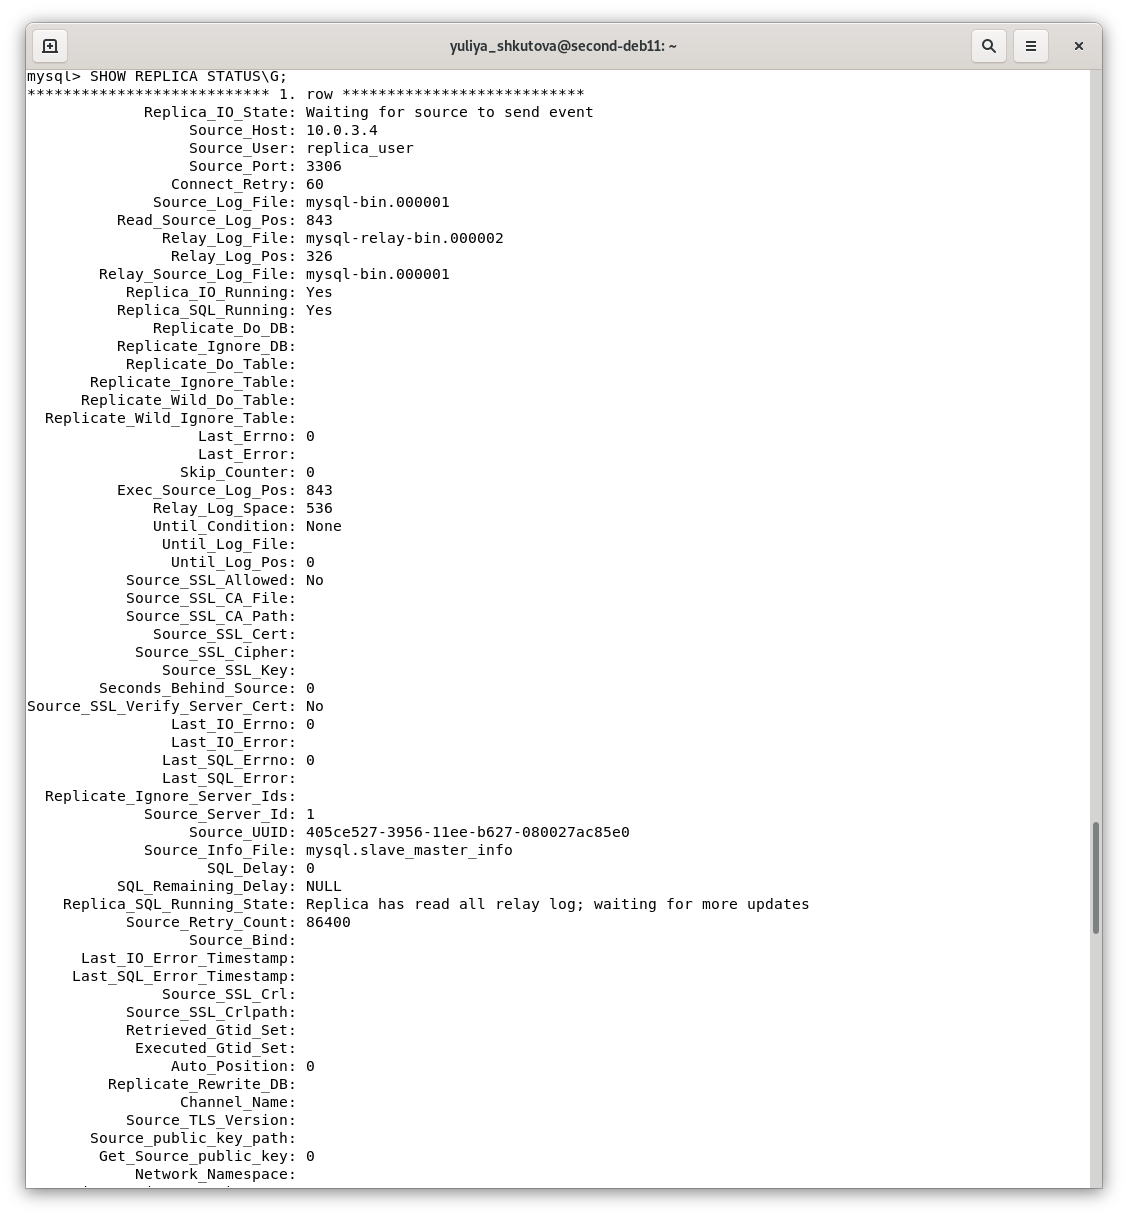 yuliya_shkutova@second-deb11: ~
mysql> SHOW REPLICA STATUS\G;
*************************** 1. row ***************************
Replica_IO_State: Waiting for source to send event
Source_Host: 10.0.3.4
Source_User: replica_user
Source_Port: 3306
Connect_Retry: 60
Source_Log_File: mysql-bin.000001
Read_Source_Log_Pos: 843
Relay_Log_File: mysql-relay-bin.000002
Relay_Log_Pos: 326
Relay_Source_Log_File: mysql-bin.000001
Replica_IO_Running: Yes
Replica_SQL_Running: Yes
Replicate_Do_DB:
Replicate_Ignore_DB:
Replicate_Do_Table:
Replicate_Ignore_Table:
Replicate_Wild_Do_Table:
Replicate_Wild_Ignore_Table:
Last_Errno: 0
Last_Error:
Skip_Counter: 0
Exec_Source_Log_Pos: 843
Relay_Log_Space: 536
Until_Condition: None
Until_Log_File:
Until_Log_Pos: 0
Source_SSL_Allowed: No
Source_SSL_CA_File:
Source_SSL_CA_Path:
Source_SSL_Cert:
Source_SSL_Cipher:
Source_SSL_Key:
Seconds_Behind_Source: 0
Source_SSL_Verify_Server_Cert: No
Last_IO_Errno: 0
Last_IO_Error:
Last_SQL_Errno: 0
Last_SQL_Error:
Replicate_Ignore_Server_Ids:
Source_Server_Id: 1
Source_UUID: 405ce527-3956-11ee-b627-080027ac85e0
Source_Info_File: mysql.slave_master_info
SQL_Delay: 0
SQL_Remaining_Delay: NULL
Replica_SQL_Running_State: Replica has read all relay log; waiting for more updates
Source_Retry_Count: 86400
Source_Bind:
Last_IO_Error_Timestamp:
Last_SQL_Error_Timestamp:
Source_SSL_Crl:
Source_SSL_Crlpath:
Retrieved_Gtid_Set:
Executed_Gtid_Set:
Auto_Position: 0
Replicate_Rewrite_DB:
Channel_Name:
Source_TLS_Version:
Source_public_key_path:
Get_Source_public_key: 0
Network_Namespace: